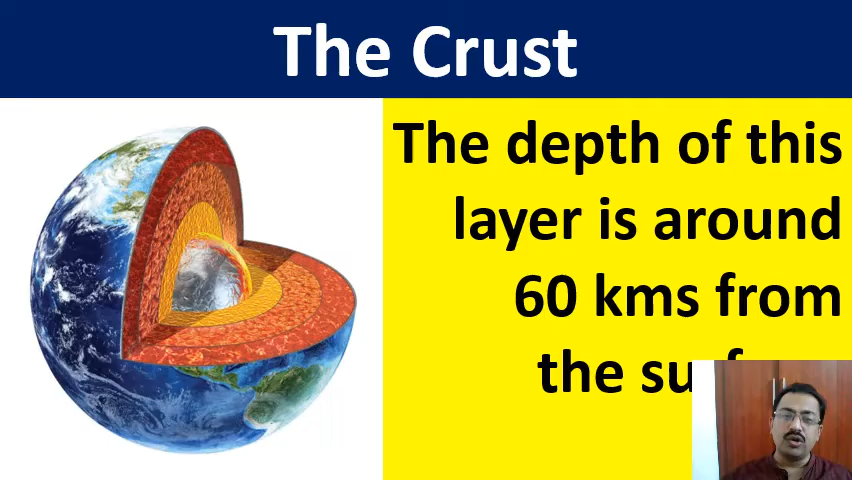 The Crust
The depth of this
layer is around
60 kms from
the